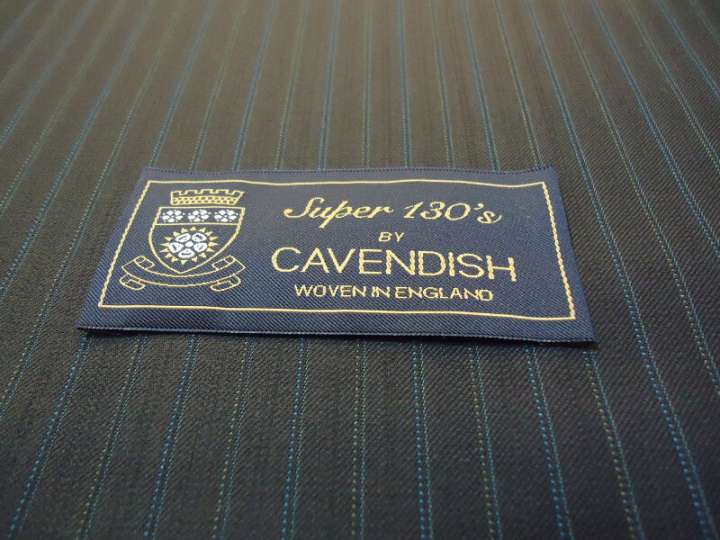 Super 130's
BY
CAVENDISH
WOVEN IN ENGLAND